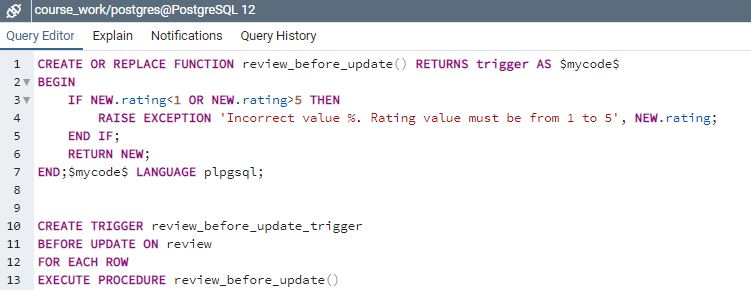 course_work/postgres@PostgreSQL 12
Query Editor Explain Notifications Query History
1 CREATE OR REPLACE FUNCTION review_before_update() RETURNS trigger AS $mycode$
2 BEGIN
3 IF NEW.rating<1 OR NEW.rating>5 THEN
4 RAISE EXCEPTION 'Incorrect value %. Rating value must be from 1 to 5', NEW.rating;
5 END IF;
6 RETURN NEW;
7 END;$mycode$ LANGUAGE plpgsql;
8
9
10 CREATE TRIGGER review_before_update_trigger
11 BEFORE UPDATE ON review
12 FOR EACH ROW
13 EXECUTE PROCEDURE review_before_update()